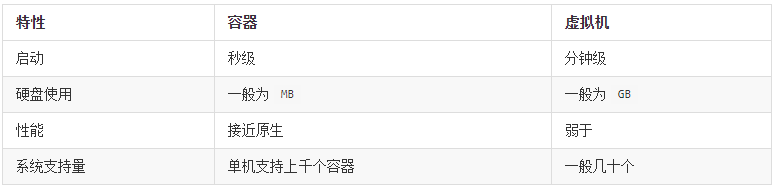 特性 容器 虚拟机
启动 秒级 分钟级
硬盘使用 一般为 MB 一般为 GB
性能 接近原生 弱于
系统支持量 单机支持上千个容器 一般几十个